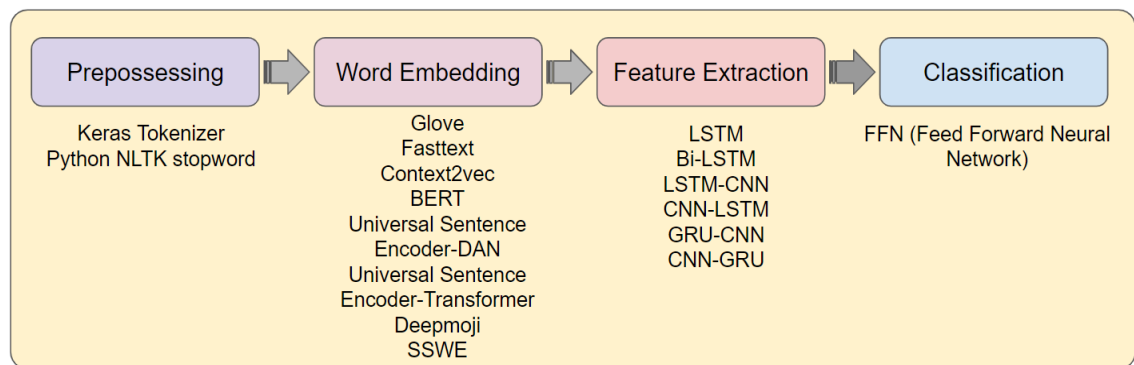 Prepossessing
Keras Tokenizer
Python NLTK stopword
Word Embedding
Glove
Fasttext
Context2vec
BERT
Universal Sentence
Encoder-DAN
Universal Sentence
Encoder-Transformer
Deepmoji
SSWE
Feature Extraction
LSTM
Bi-LSTM
LSTM-CNN
CNN-LSTM
GRU-CNN
CNN-GRU
Classification
FFN (Feed Forward Neural
Network)